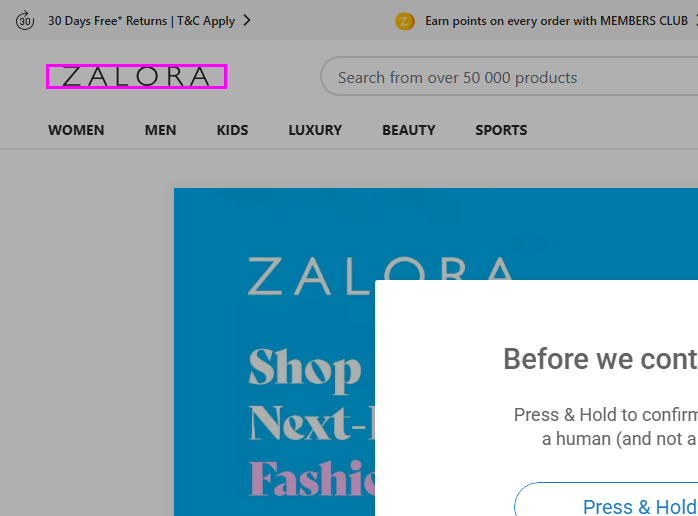 30
30 Days Free* Returns | T&C Apply
Earn points on every order with MEMBERS CLUB
ZALORA
Search from over 50 000 products
WOMEN MEN KIDS LUXURY BEAUTY SPORTS
ZALORA
Shop
Next-
Fashi
Before we cont
Press & Hold to confirm
a human (and not a
Press & Hold